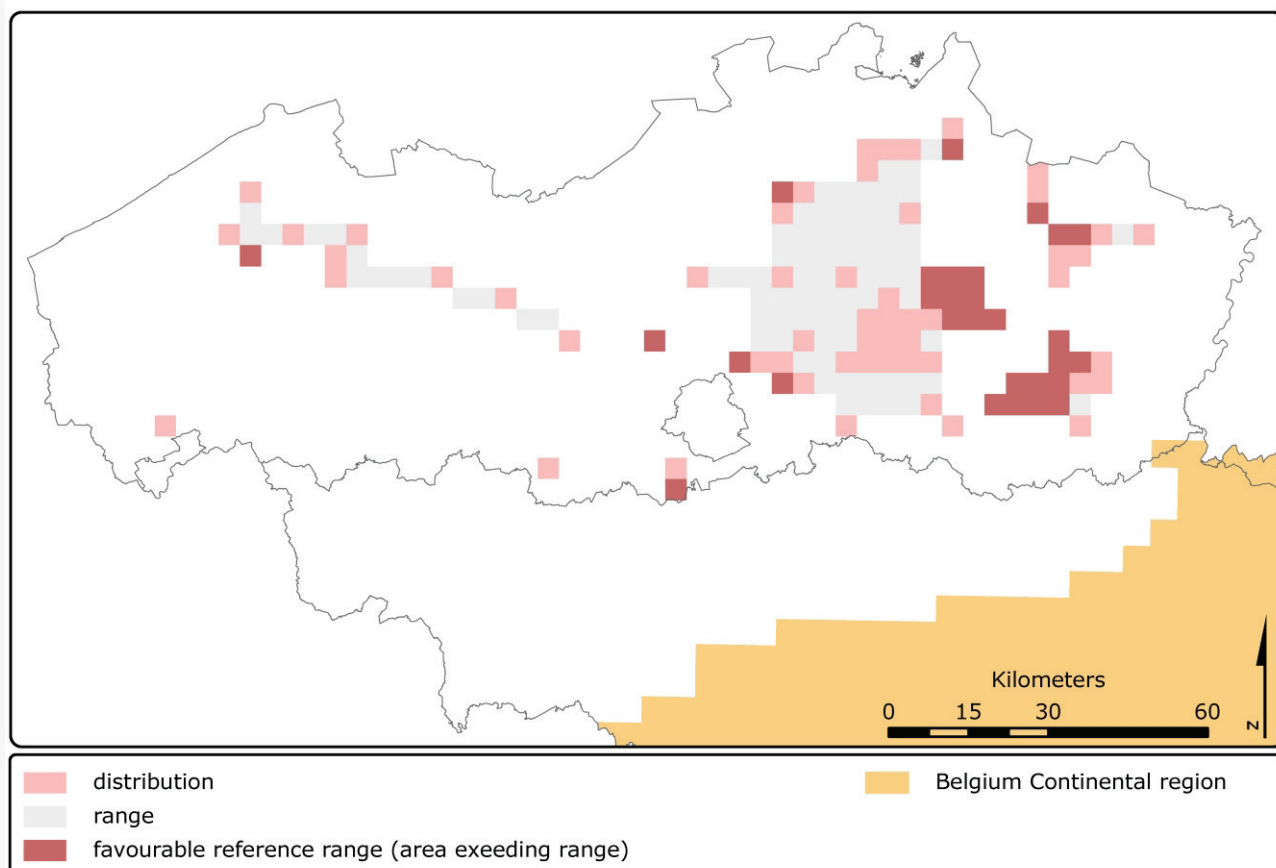 Kilometers
0 15 30 60
N
distribution
Belgium Continental region
range
favourable reference range (area exeeding range)